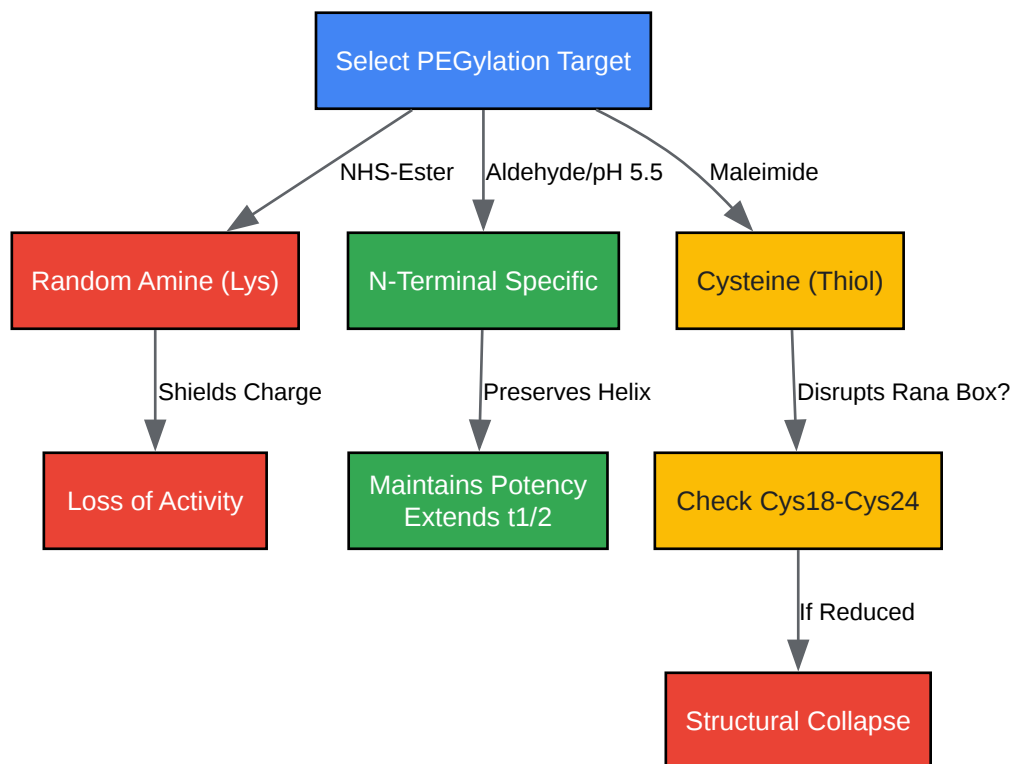 Select PEGylation Target
NHS-Ester
Aldehyde/pH 5.5
Maleimide
Random Amine (Lys)
N-Terminal Specific
Cysteine (Thiol)
Shields Charge
Preserves Helix
Disrupts Rana Box?
Loss of Activity
Maintains Potency
Extends t1/2
Check Cys18-Cys24
If Reduced
Structural Collapse